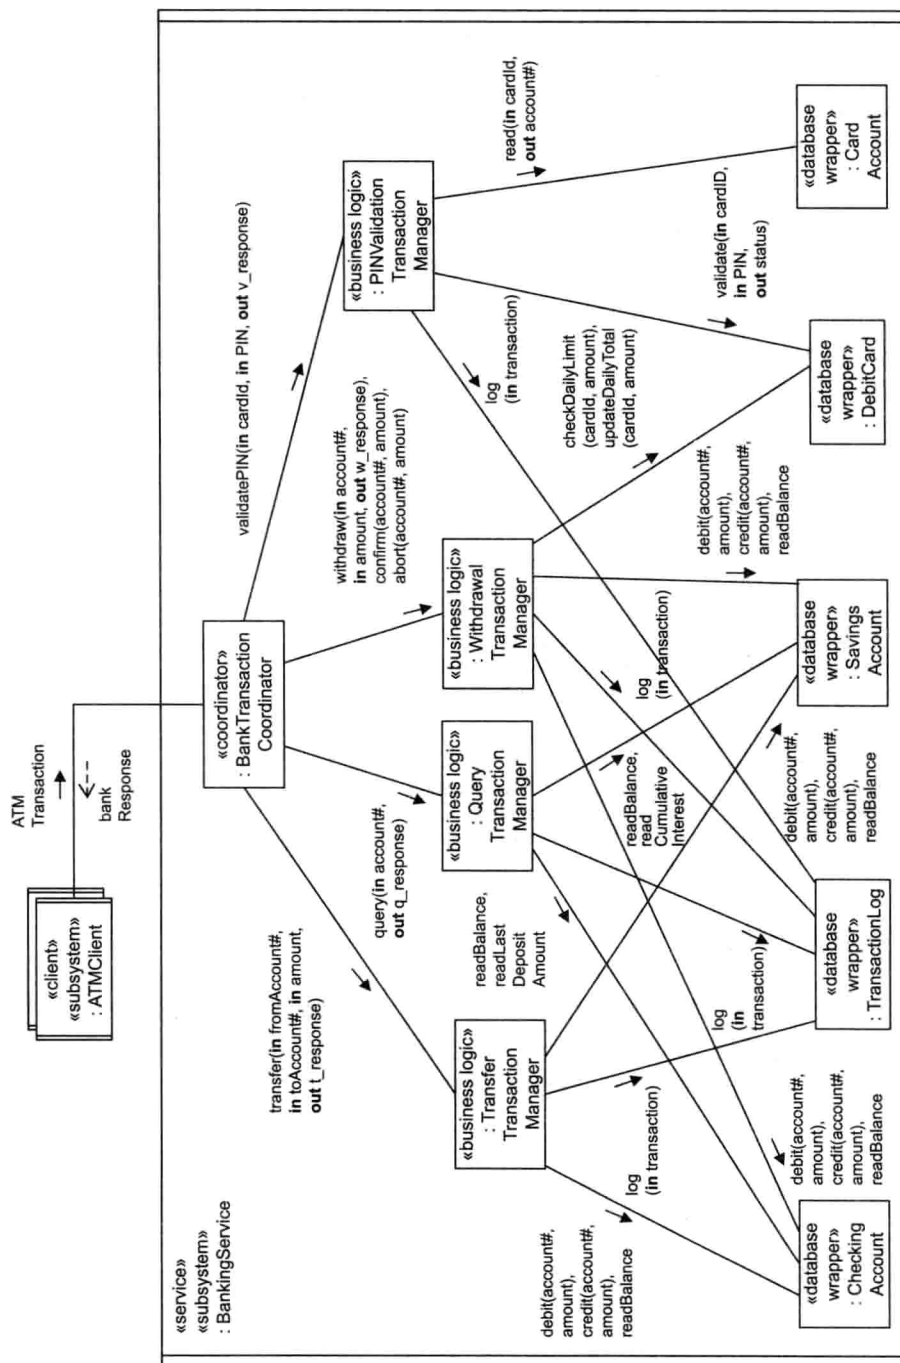 «client»
«subsystem»
: ATMClient
ATM
Transaction
bank
Response
«service»
«subsystem»
: BankingService
«coordinator»
: BankTransaction
Coordinator
transfer(in fromAccount#,
in toAccount#, in amount,
out t_response)
query(in account#,
out q_response)
withdraw(in account#,
in amount, out w_response),
confirm(account#, amount),
abort(account#, amount)
validatePIN(in cardId, in PIN, out v_response)
«business logic»
: Transfer
Transaction
Manager
«business logic»
: Query
Transaction
Manager
«business logic»
: Withdrawal
Transaction
Manager
«business logic»
: PINValidation
Transaction
Manager
debit(account#,
amount),
credit(account#,
amount),
readBalance
log
(in transaction)
readBalance,
readLast
Deposit
Amount
log
(in
transaction)
readBalance,
read
Cumulative
Interest
log
(in transaction)
log
(in transaction)
checkDailyLimit
(cardId, amount),
updateDailyTotal
(cardId, amount)
read(in cardId,
out account#)
debit(account#,
amount),
credit(account#,
amount),
readBalance
debit(account#,
amount),
credit(account#,
amount),
readBalance
debit(account#,
amount),
credit(account#,
amount),
readBalance
validate(in cardID,
in PIN,
out status)
«database
wrapper»
: Checking
Account
«database
wrapper»
: TransactionLog
«database
wrapper»
: Savings
Account
«database
wrapper»
: DebitCard
«database
wrapper»
: Card
Account